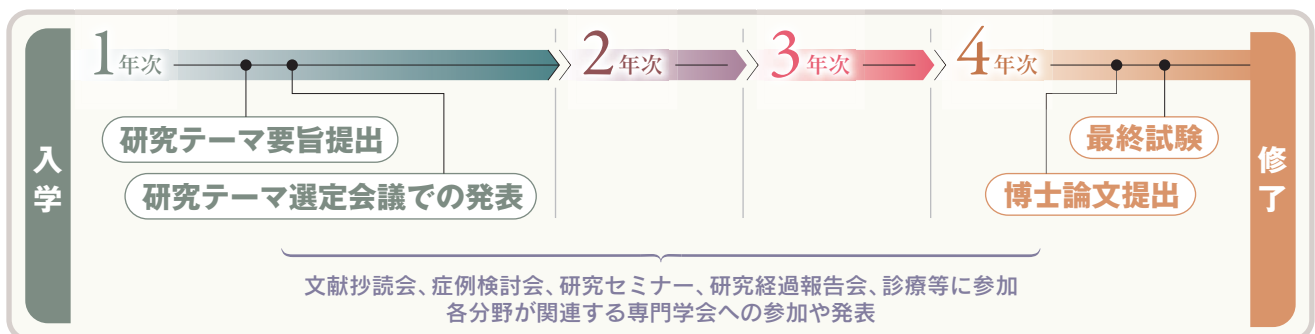 入学
1年次
2年次
3年次
4年次
研究テーマ要旨提出
研究テーマ選定会議での発表
最終試験
博士論文提出
修了
文献抄読会、症例検討会、研究セミナー、研究経過報告会、診療等に参加
各分野が関連する専門学会への参加や発表